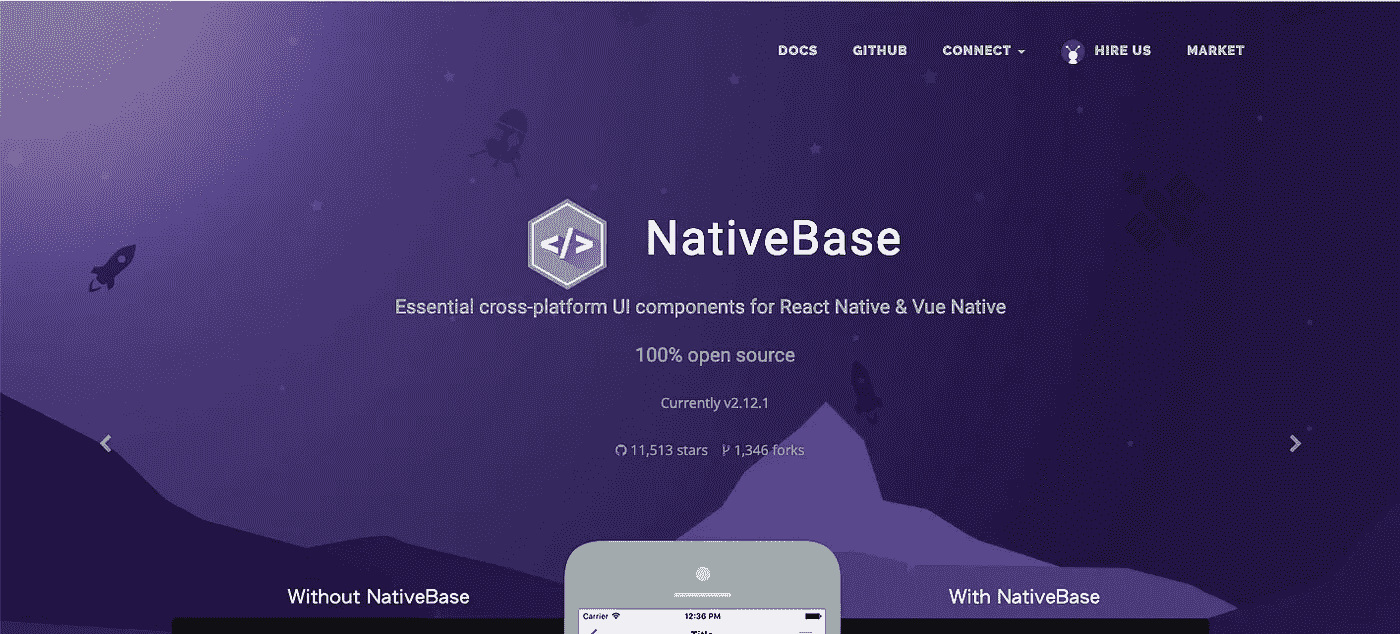 DOCS GITHUB CONNECT HIRE US MARKET
</>
NativeBase
Essential cross-platform UI components for React Native & Vue Native
100% open source
Currently v2.12.1
11,513 stars 1,346 forks
Without NativeBase
With NativeBase
Carrier 12:36 PM
Title